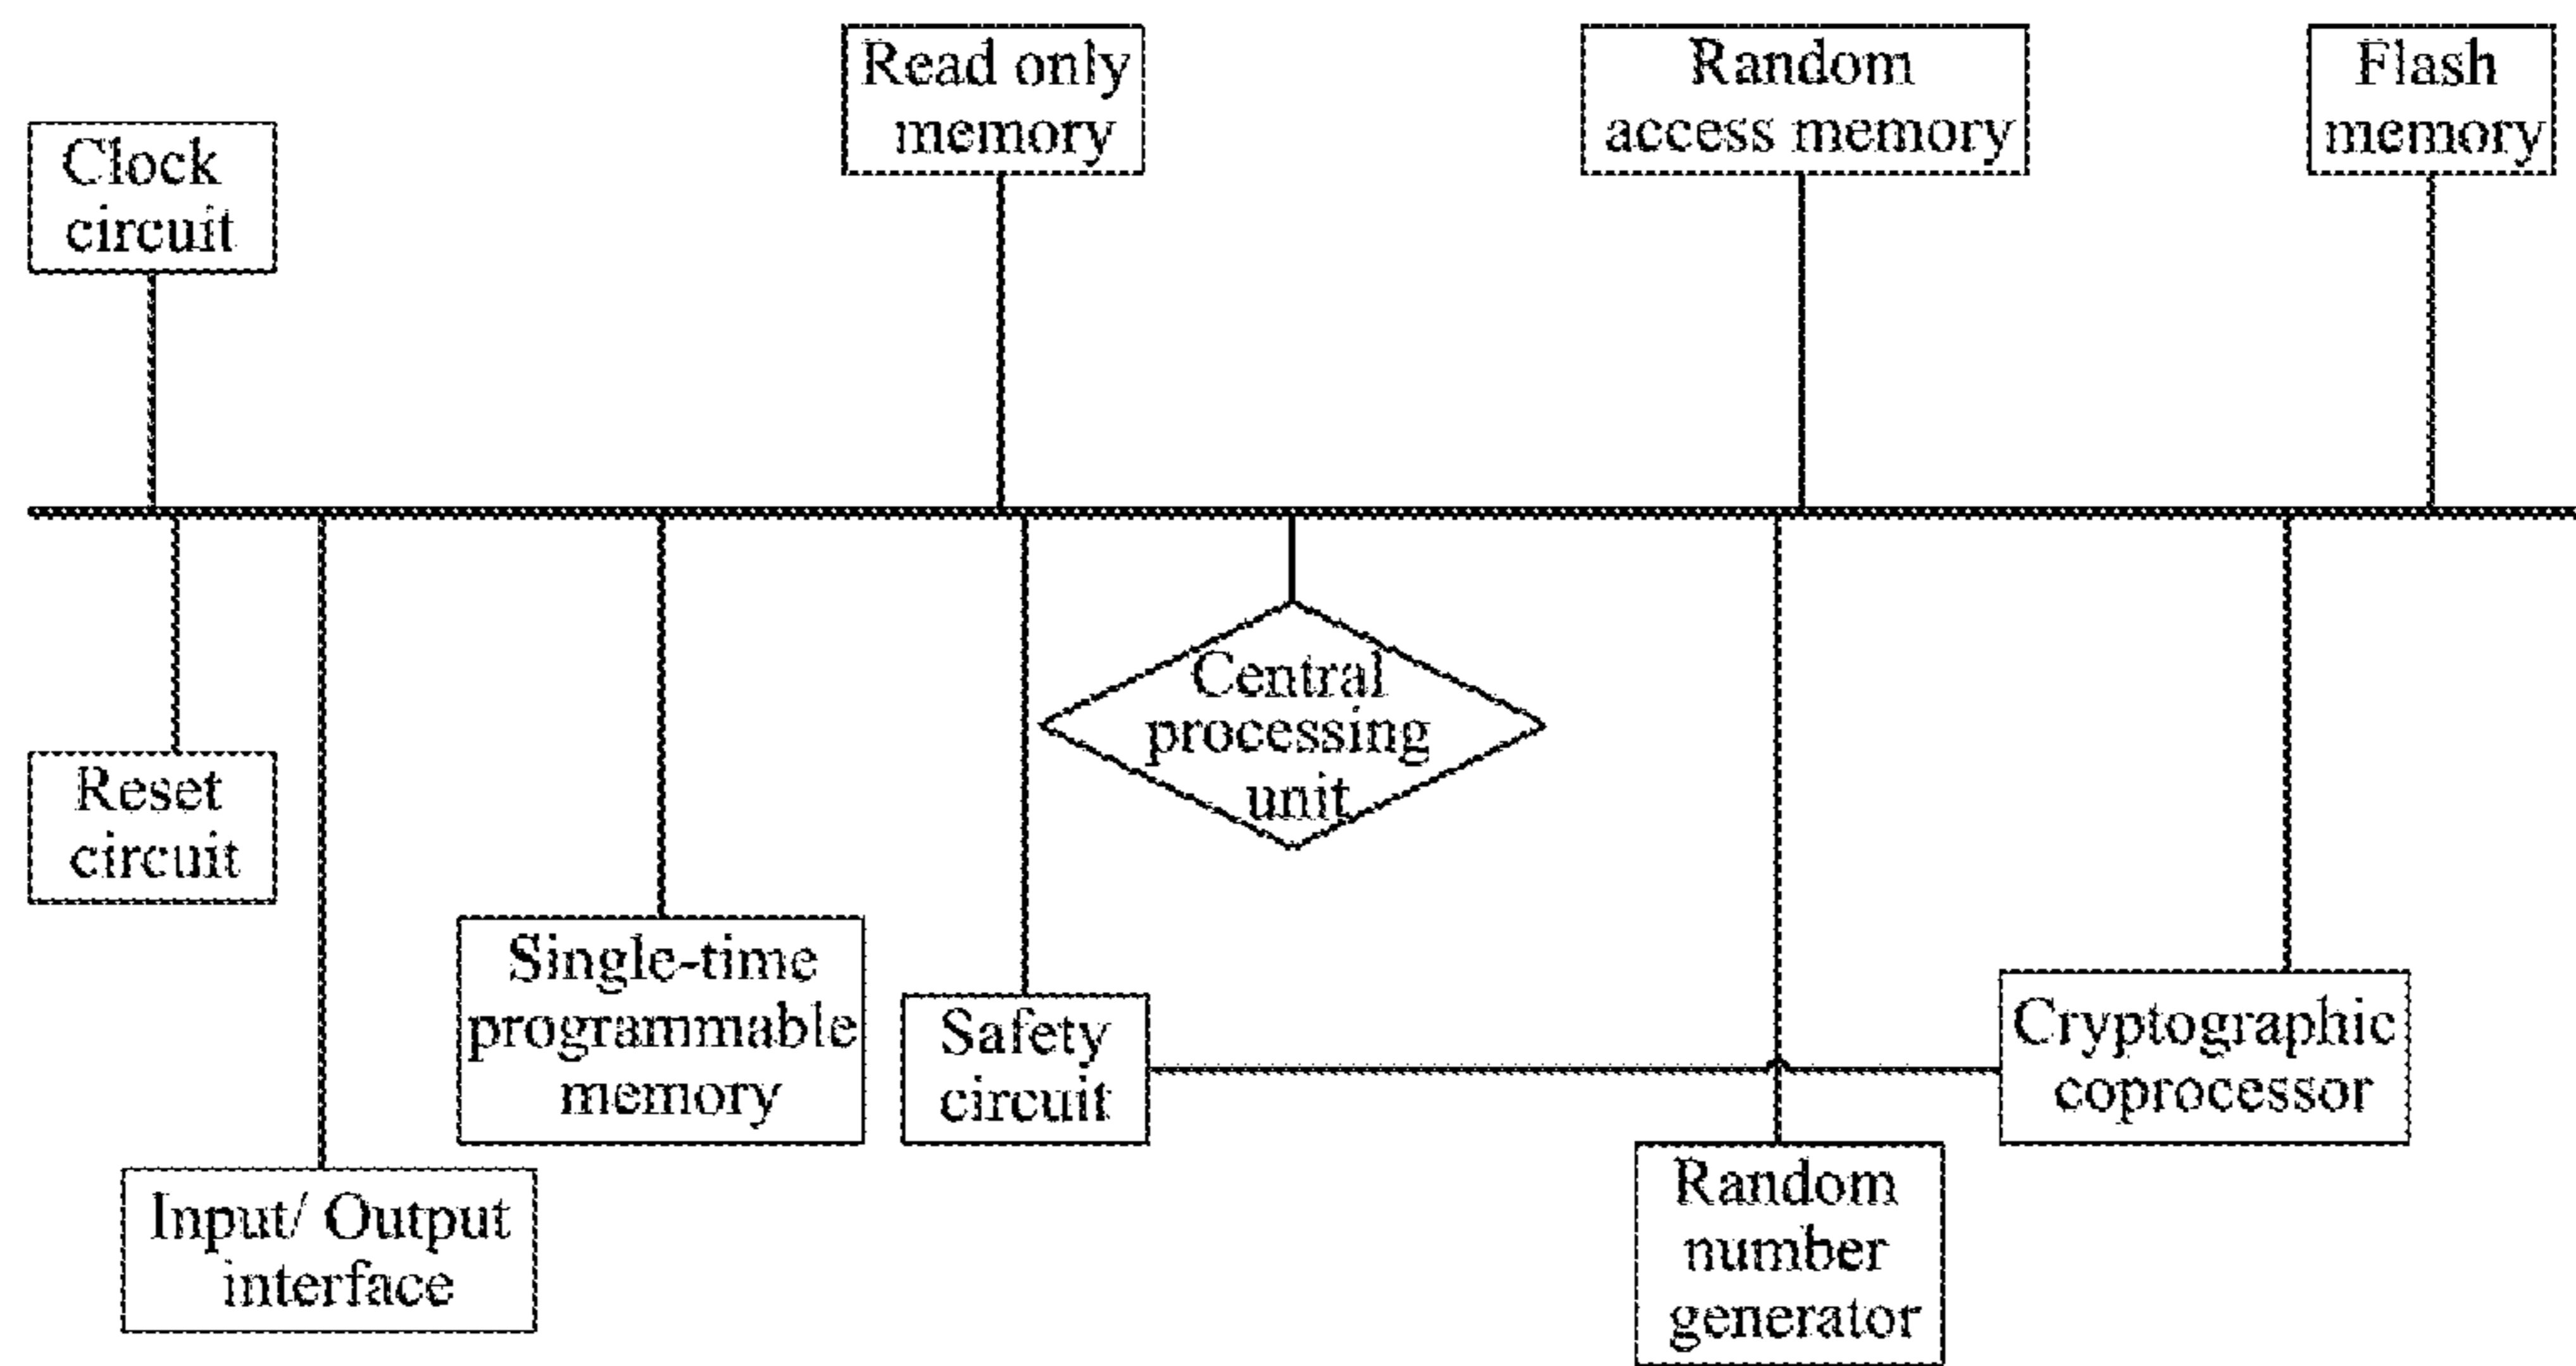 Read only
memory
Random
access memory
Flash
memory
Clock
circuit
Central
processing
unit
Reset
circuit
Single-time
programmable
memory
Safety
circuit
Cryptographic
coprocessor
Input/ Output
interface
Random
number
generator